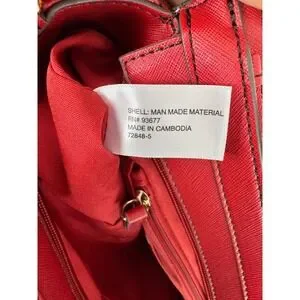 SHELL: MAN MADE MATERIAL
RN# 93677
MADE IN CAMBODIA
72848-5